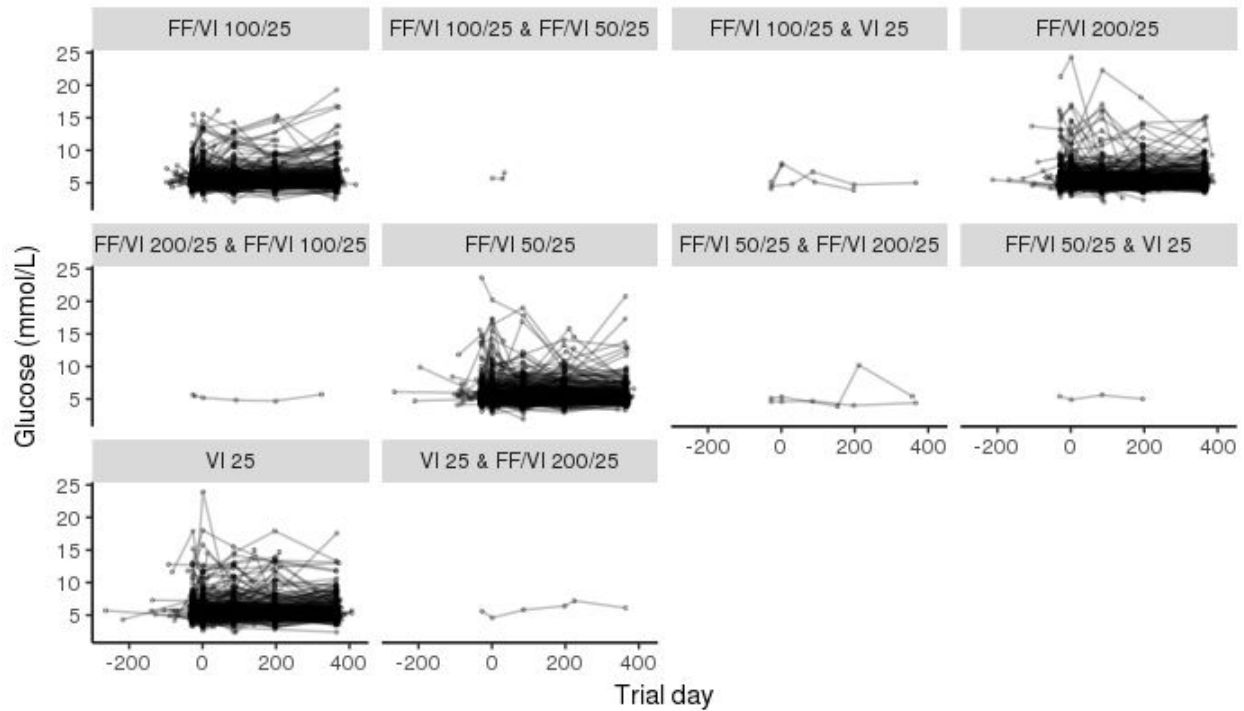 FF/VI 100/25
FF/VI 100/25 & FF/VI 50/25
FF/VI 100/25 & VI 25
FF/VI 200/25
25
20
15
10
5
FF/VI 200/25 & FF/VI 100/25
FF/VI 50/25
FF/VI 50/25 & FF/VI 200/25
FF/VI 50/25 & VI 25
Glucose (mmol/L)
25
20
15
10
5
-200 0 200 400
-200 0 200 400
VI 25
VI 25 & FF/VI 200/25
25
20
15
10
5
-200 0 200 400
-200 0 200 400
Trial day